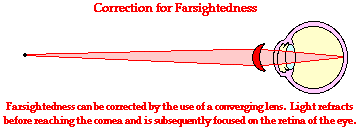 Correction for Farsightedness
Farsightedness can be corrected by the use of a converging lens. Light refracts
before reaching the cornea and is subsequently focused on the retina of the eye.